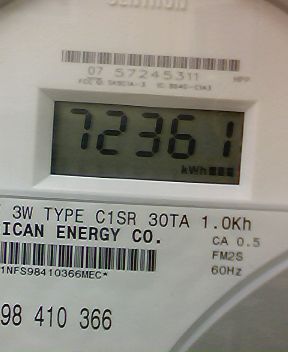 07 57245311
72361
kWh
3W TYPE C1SR 30TA 1.0Kh
ICAN ENERGY CO.
CA 0.5
FM2S
60Hz
1NFS98410366MEC*
98 410 366